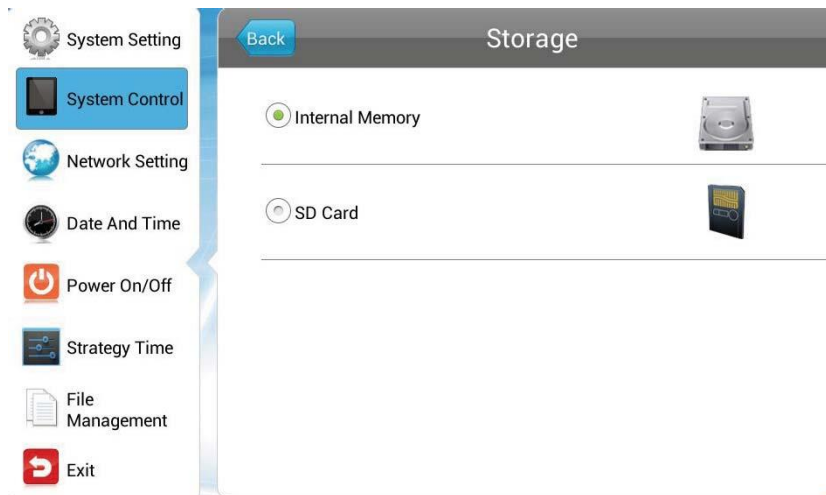 System Setting
System Control
Network Setting
Date And Time
Power On/Off
Strategy Time
File
Management
Exit
Back
Storage
Internal Memory
SD Card